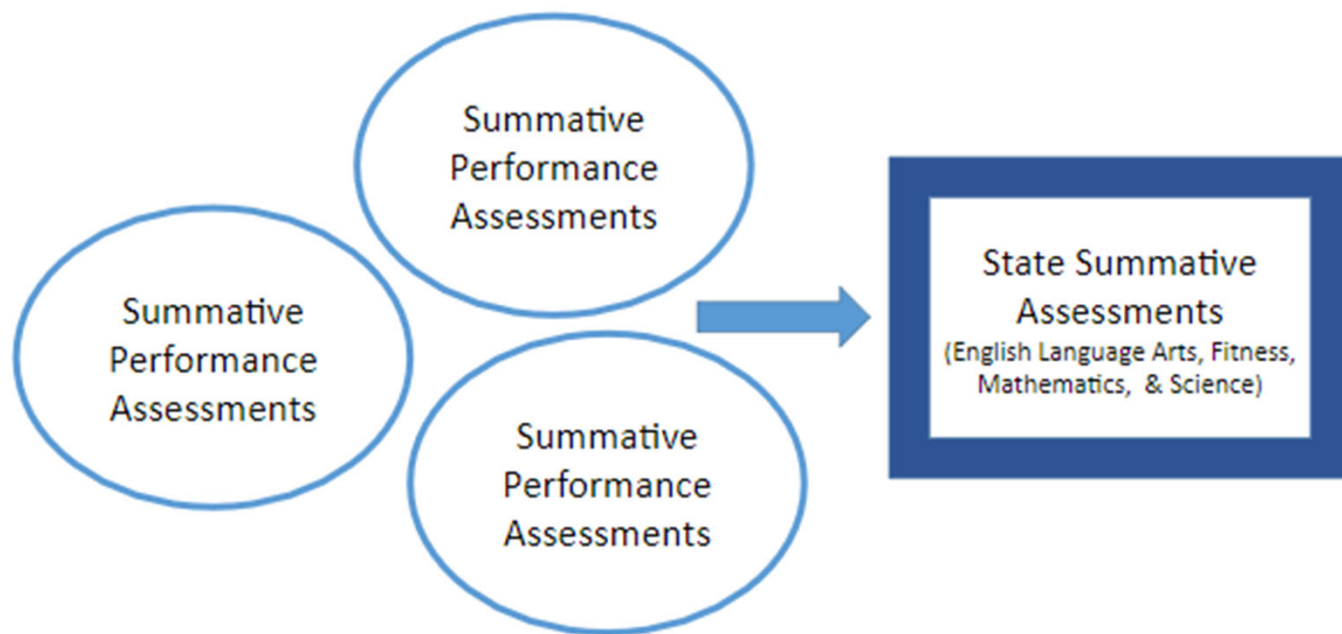 Summative
Performance
Assessments
Summative
Performance
Assessments
Summative
Performance
Assessments
State Summative
Assessments
(English Language Arts, Fitness,
Mathematics, & Science)